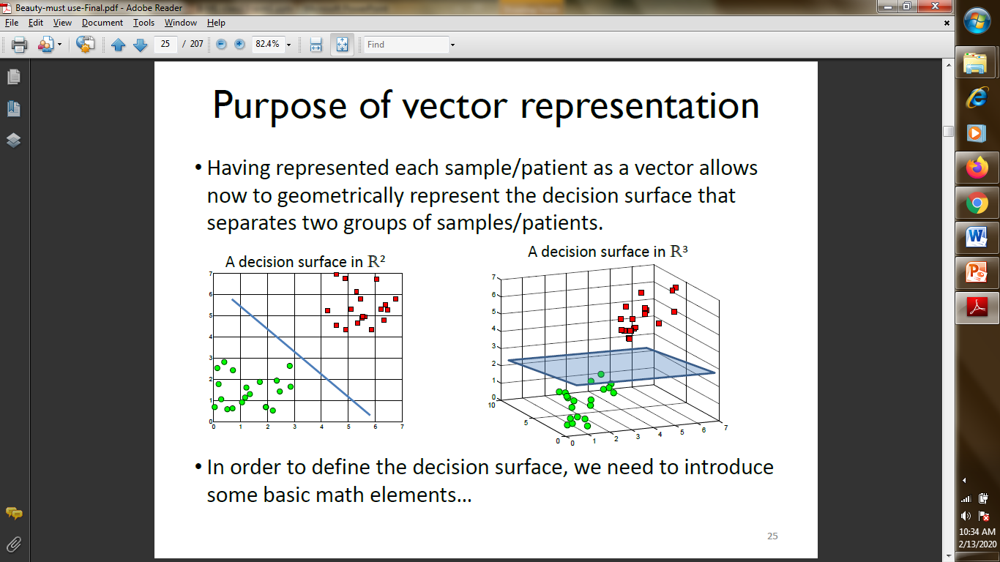 Beauty-must use-Final.pdf - Adobe Reader
File Edit View Document Tools Window Help
25 / 207 82.4% Find
Purpose of vector representation
• Having represented each sample/patient as a vector allows
now to geometrically represent the decision surface that
separates two groups of samples/patients.
A decision surface in ℝ²
7
6
5
4
3
2
1
0
0 1 2 3 4 5 6 7
A decision surface in ℝ³
7
6
5
4
3
2
1
0
10
5
0
0 1 2 3 4 5 6 7
• In order to define the decision surface, we need to introduce
some basic math elements…
25
10:34 AM
2/13/2020